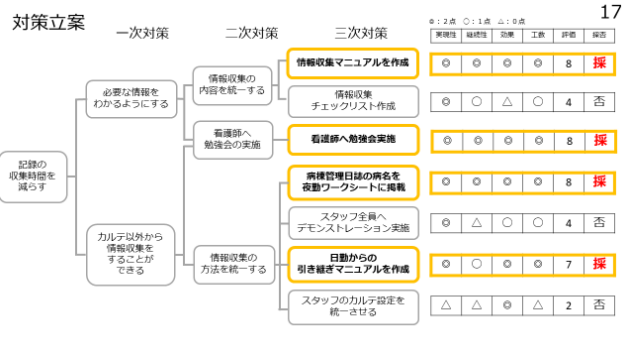 対策立案
17
一次対策
二次対策
三次対策
◎：2点 ○：1点 △：0点
実現性 継続性 効果 工数 評価 採否
記録の
収集時間を
減らす
必要な情報を
わかるようにする
カルテ以外から
情報収集を
することが
できる
情報収集の
内容を統一する
看護師へ
勉強会の実施
情報収集の
方法を統一する
情報収集マニュアルを作成
◎ ◎ ◎ ◎ 8 採
情報収集
チェックリスト作成
◎ ○ △ ○ 4 否
看護師へ勉強会実施
◎ ◎ ◎ ◎ 8 採
病棟管理日誌の病名を
夜勤ワークシートに掲載
◎ ◎ ◎ ◎ 8 採
スタッフ全員へ
デモンストレーション実施
◎ △ ○ ○ 4 否
日勤からの
引き継ぎマニュアルを作成
◎ ○ ◎ ◎ 7 採
スタッフのカルテ設定を
統一させる
△ △ ◎ △ 2 否